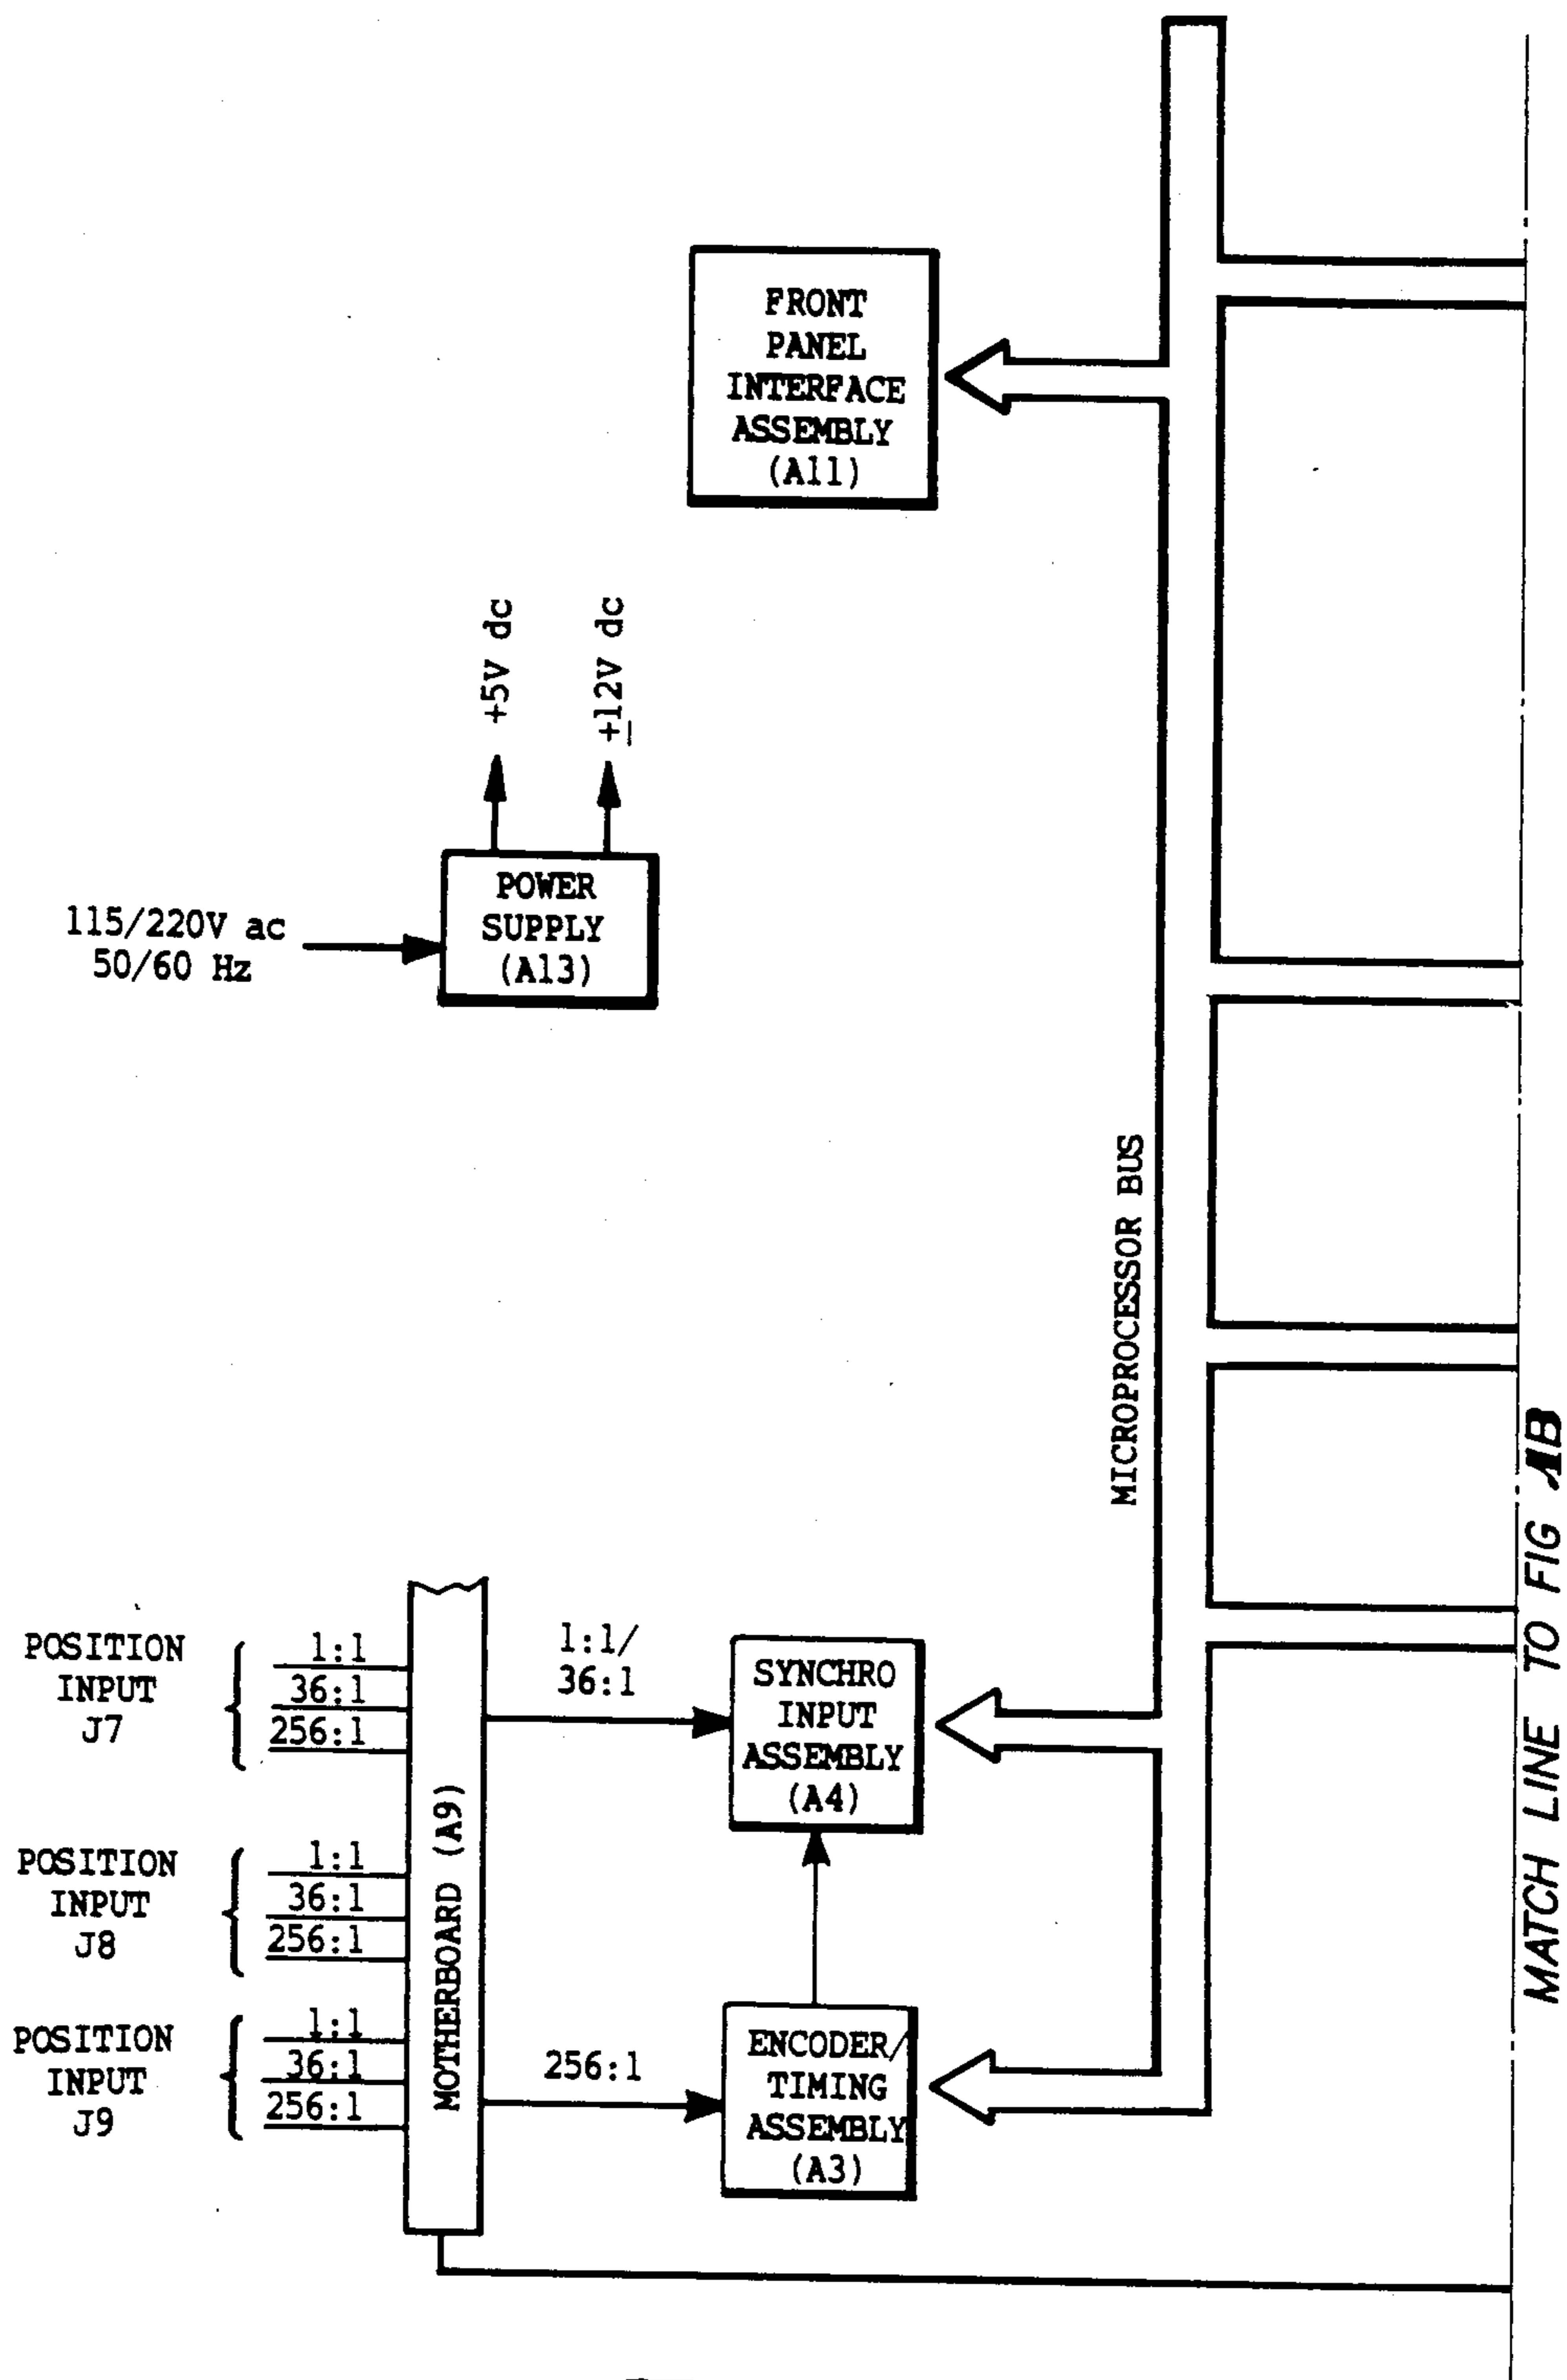 FRONT
PANEL
INTERFACE
ASSEMBLY
(A11)
+5V dc
+12V dc
115/220V ac
50/60 Hz
POWER
SUPPLY
(A13)
MICROPROCESSOR BUS
POSITION
INPUT
J7
1:1
36:1
256:1
1:1/
36:1
SYNCHRO
INPUT
ASSEMBLY
(A4)
POSITION
INPUT
J8
1:1
36:1
256:1
MOTHERBOARD (A9)
POSITION
INPUT
J9
1:1
36:1
256:1
256:1
ENCODER/
TIMING
ASSEMBLY
(A3)
MATCH LINE TO FIG 1B